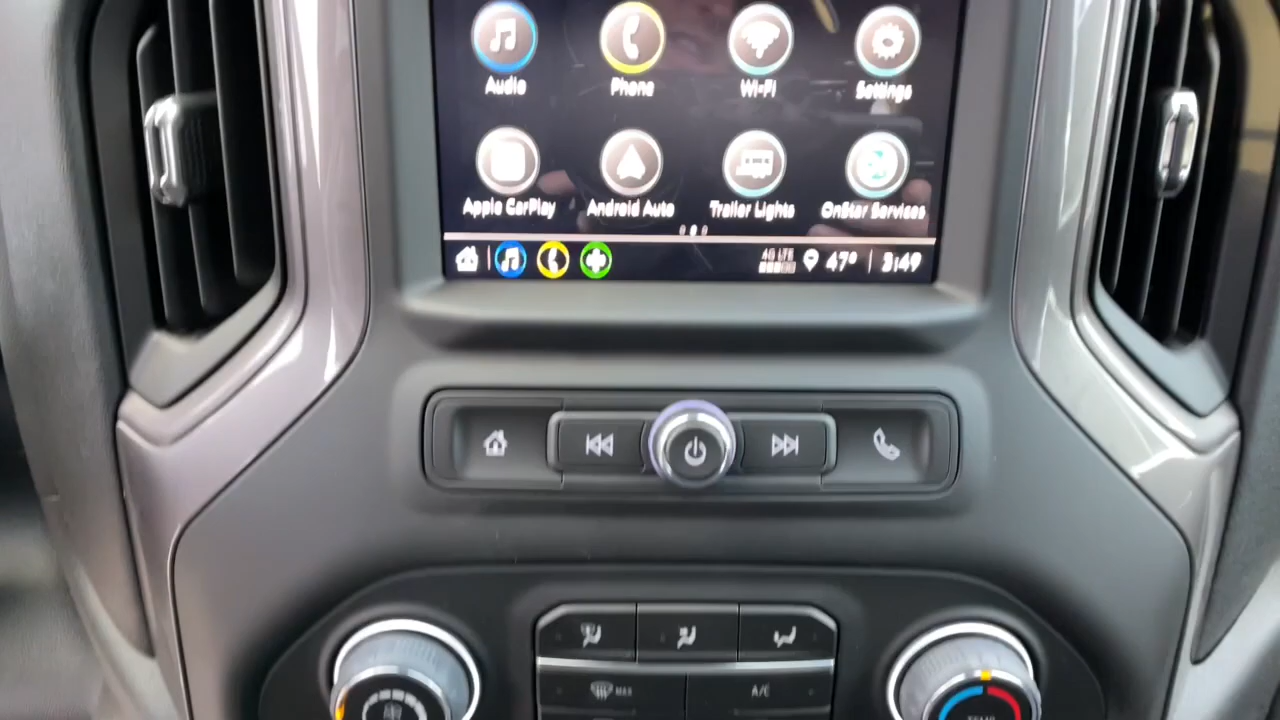 Audio Phone Wi-Fi Settings
Apple CarPlay Android Auto Trailer Lights OnStar Services
4G LTE 47° 3:49
MAX A/C
TEMP